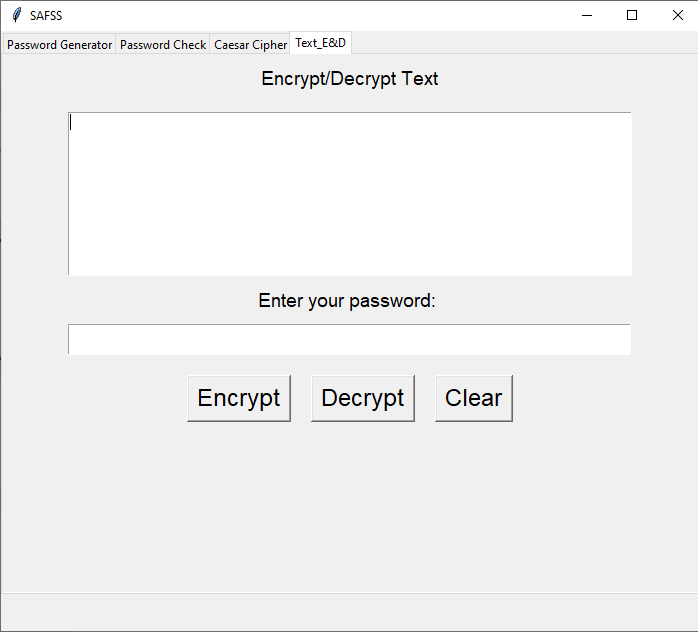 SAFSS
Password Generator Password Check Caesar Cipher Text_E&D
Encrypt/Decrypt Text
Enter your password:
Encrypt Decrypt Clear